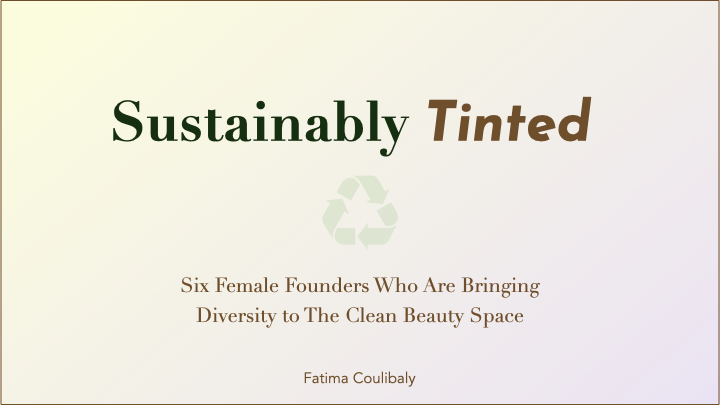 Sustainably Tinted
Six Female Founders Who Are Bringing
Diversity to The Clean Beauty Space
Fatima Coulibaly